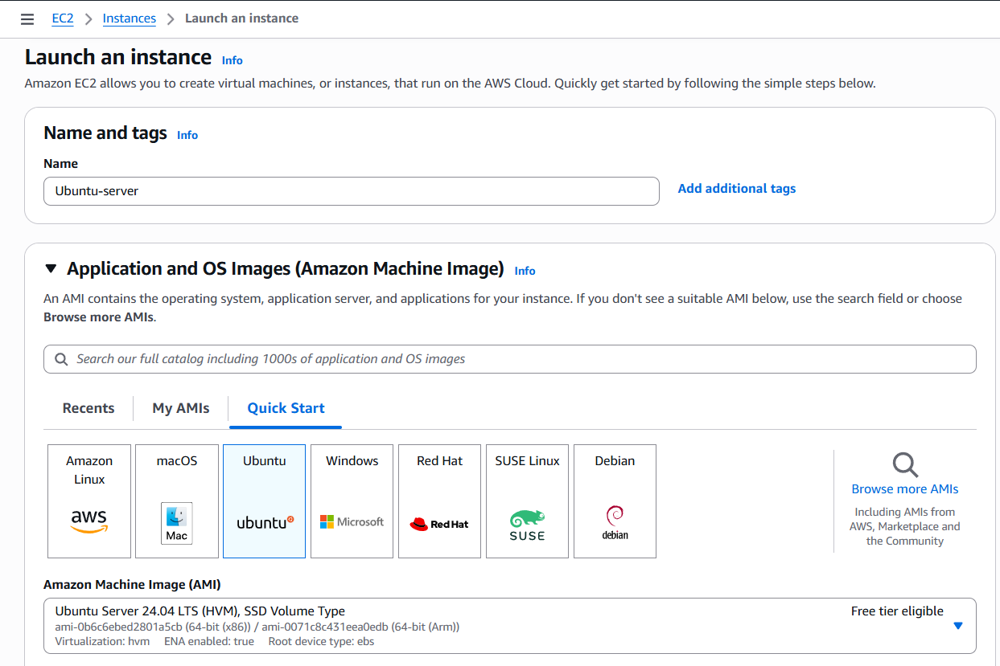 EC2 > Instances > Launch an instance
Launch an instance Info
Amazon EC2 allows you to create virtual machines, or instances, that run on the AWS Cloud. Quickly get started by following the simple steps below.
Name and tags Info
Name
Ubuntu-server
Add additional tags
Application and OS Images (Amazon Machine Image) Info
An AMI contains the operating system, application server, and applications for your instance. If you don't see a suitable AMI below, use the search field or choose
Browse more AMIs.
Search our full catalog including 1000s of application and OS images
Recents
My AMIs
Quick Start
Amazon
Linux
aws
macOS
Mac
Ubuntu
ubuntu
Windows
Microsoft
Red Hat
Red Hat
SUSE Linux
SUSE
Debian
debian
Browse more AMIs
Including AMIs from
AWS, Marketplace and
the Community
Amazon Machine Image (AMI)
Ubuntu Server 24.04 LTS (HVM), SSD Volume Type
Free tier eligible
ami-0b6c6ebed2801a5cb (64-bit (x86)) / ami-0071c8c431eea0edb (64-bit (Arm))
Virtualization: hvm ENA enabled: true Root device type: ebs